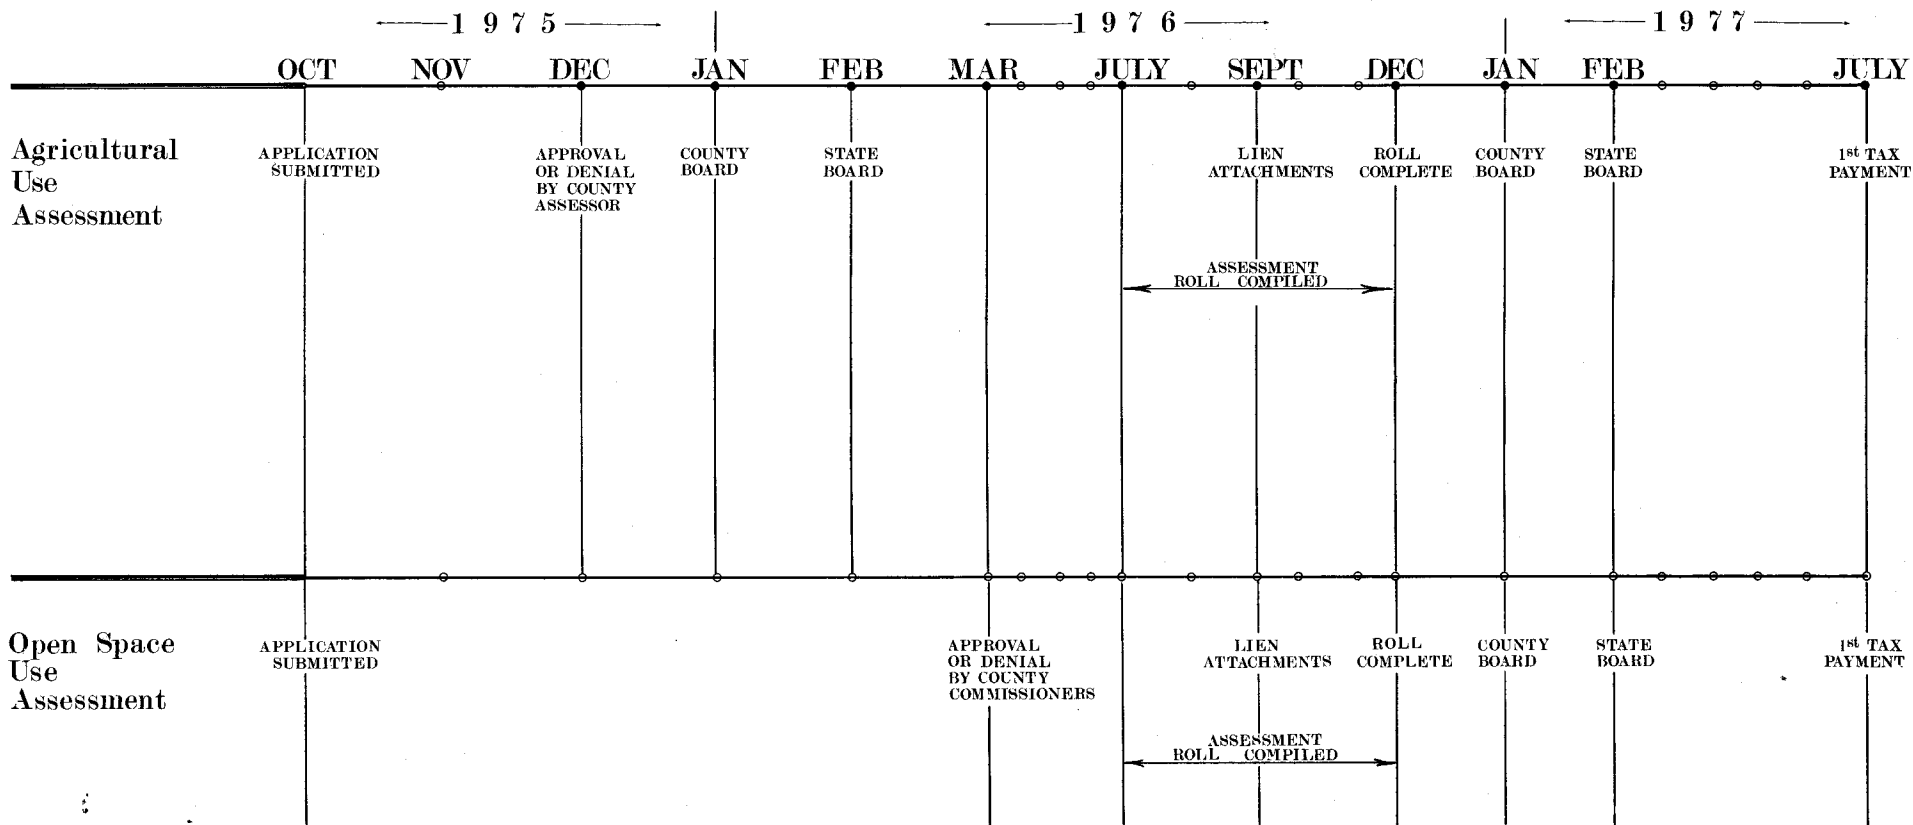 1975 1976 1977
OCT NOV DEC JAN FEB MAR JULY SEPT DEC JAN FEB JULY
Agricultural
Use
Assessment
APPLICATION
SUBMITTED
APPROVAL
OR DENIAL
BY COUNTY
ASSESSOR
COUNTY
BOARD
STATE
BOARD
LIEN
ATTACHMENTS
ROLL
COMPLETE
COUNTY
BOARD
STATE
BOARD
1st TAX
PAYMENT
ASSESSMENT
ROLL COMPILED
Open Space
Use
Assessment
APPLICATION
SUBMITTED
APPROVAL
OR DENIAL
BY COUNTY
COMMISSIONERS
LIEN
ATTACHMENTS
ROLL
COMPLETE
COUNTY
BOARD
STATE
BOARD
1st TAX
PAYMENT
ASSESSMENT
ROLL COMPILED